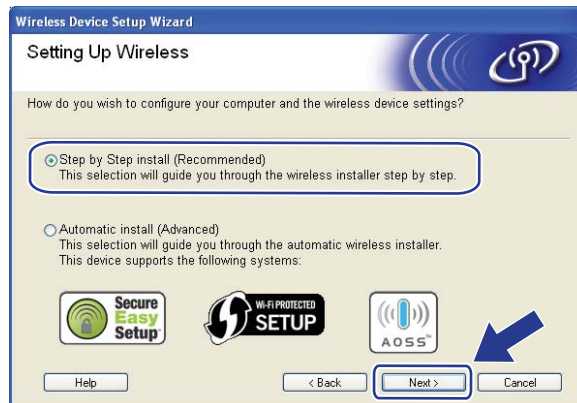 Wireless Device Setup Wizard
Setting Up Wireless
How do you wish to configure your computer and the wireless device settings?
Step by Step install (Recommended)
This selection will guide you through the wireless installer step by step.
Automatic install (Advanced)
This selection will guide you through the automatic wireless installer.
This device supports the following systems:
Secure
Easy
Setup
Wi-Fi PROTECTED
SETUP
AOSS™
Help
< Back
Next >
Cancel